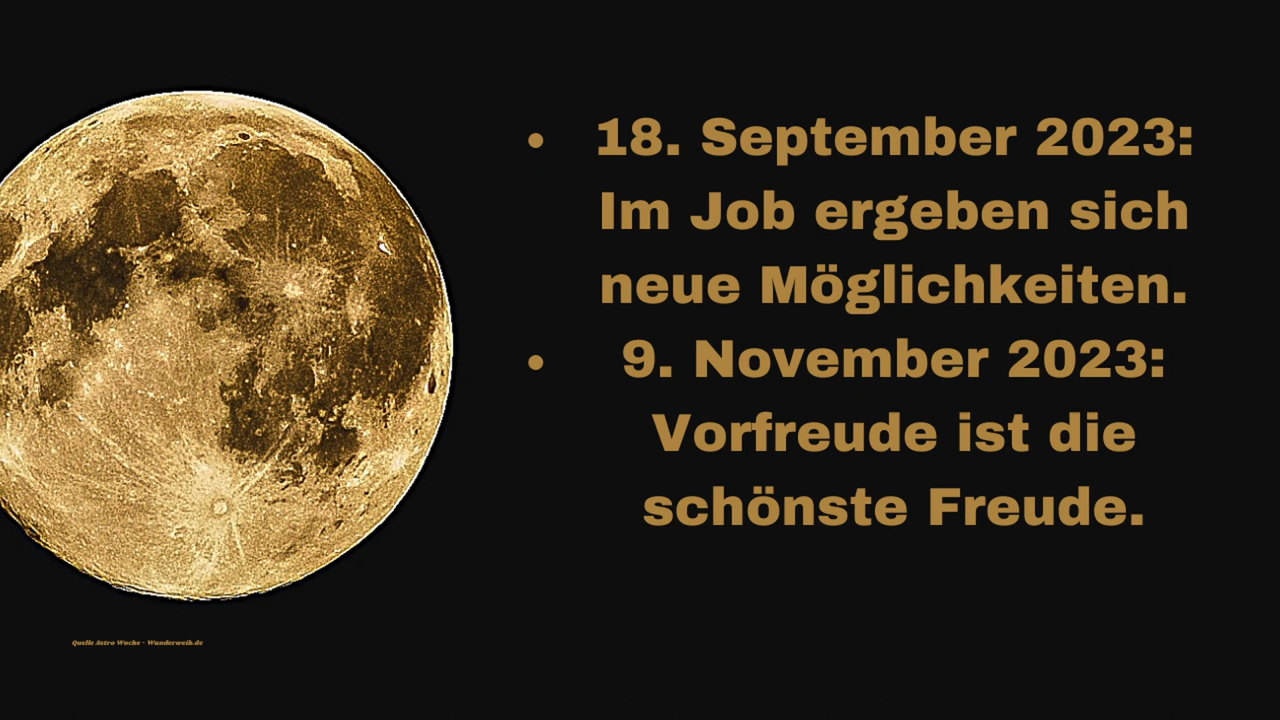 • 18. September 2023:
Im Job ergeben sich
neue Möglichkeiten.
• 9. November 2023:
Vorfreude ist die
schönste Freude.
Quelle Astro Woche - Wunderweib.de